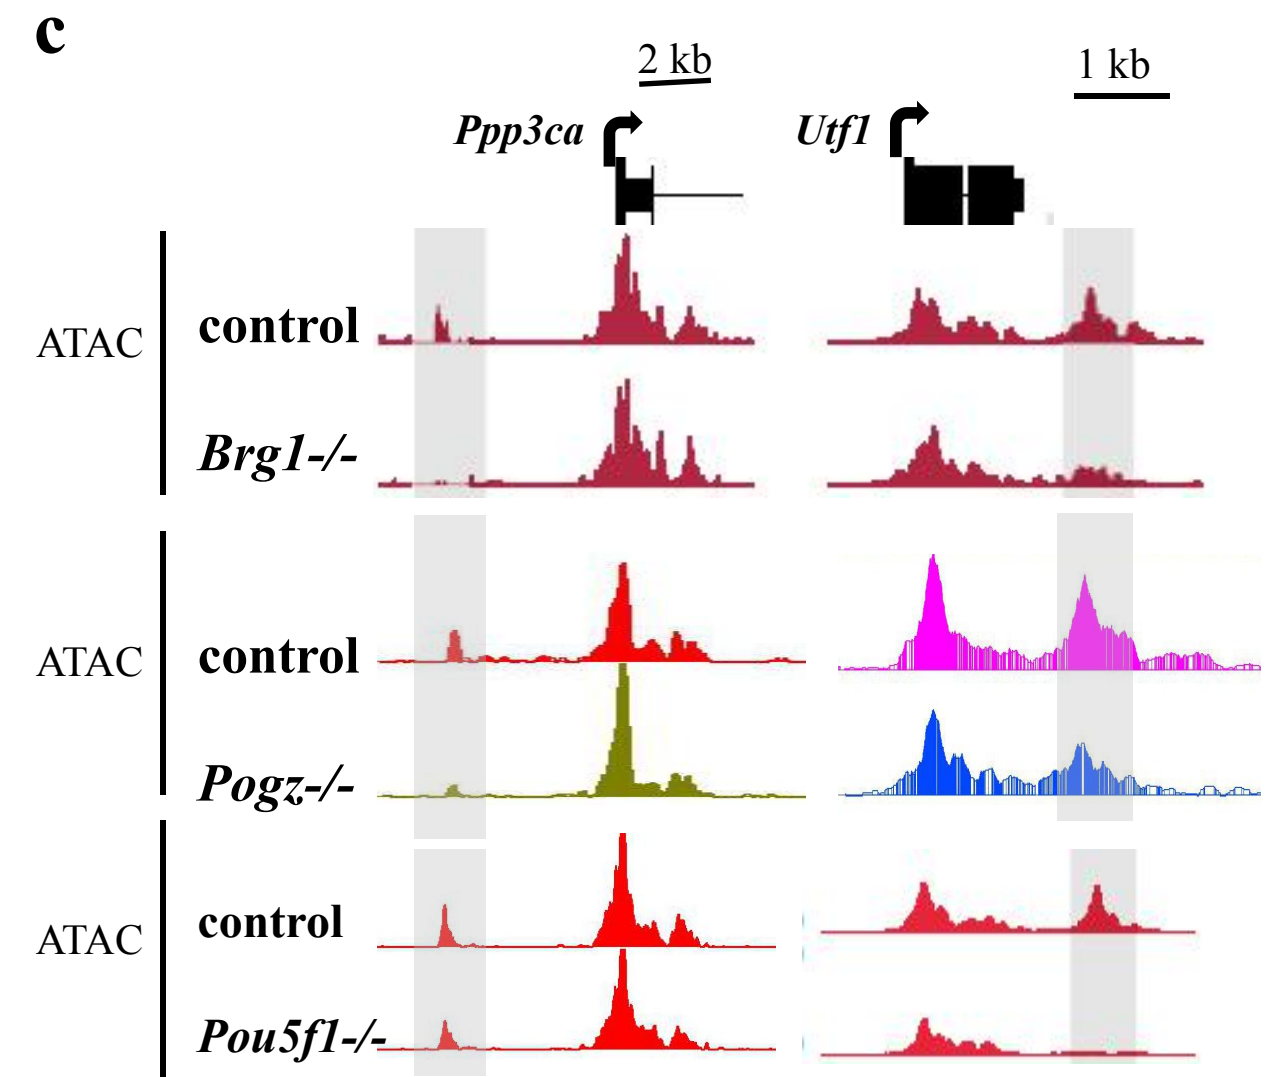 c
2 kb
1 kb
Ppp3ca
Utf1
ATAC
control
Brg1-/-
ATAC
control
Pogz-/-
ATAC
control
Pou5f1-/-